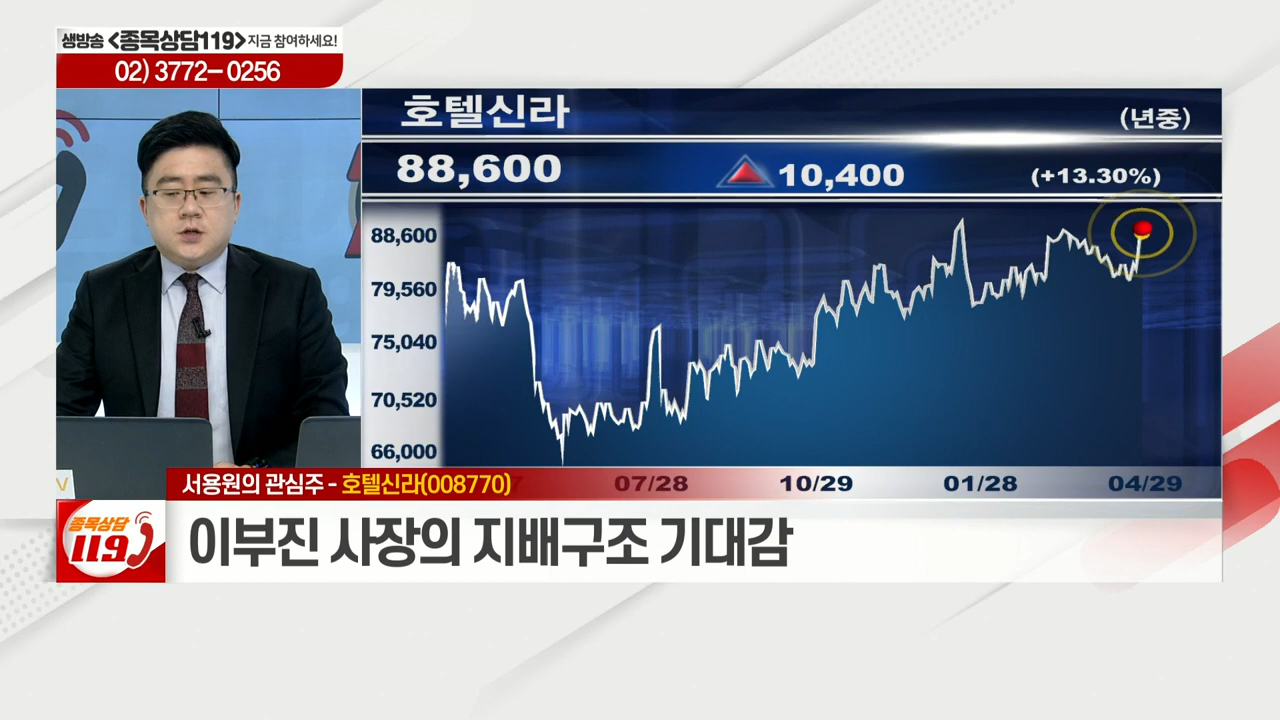 생방송 <종목상담119> 지금 참여하세요!
02) 3772-0256
호텔신라
(년중)
88,600
10,400
(+13.30%)
88,600
79,560
75,040
70,520
66,000
07/28
10/29
01/28
04/29
서용원의 관심주 - 호텔신라(008770)
종목상담
119
이부진 사장의 지배구조 기대감